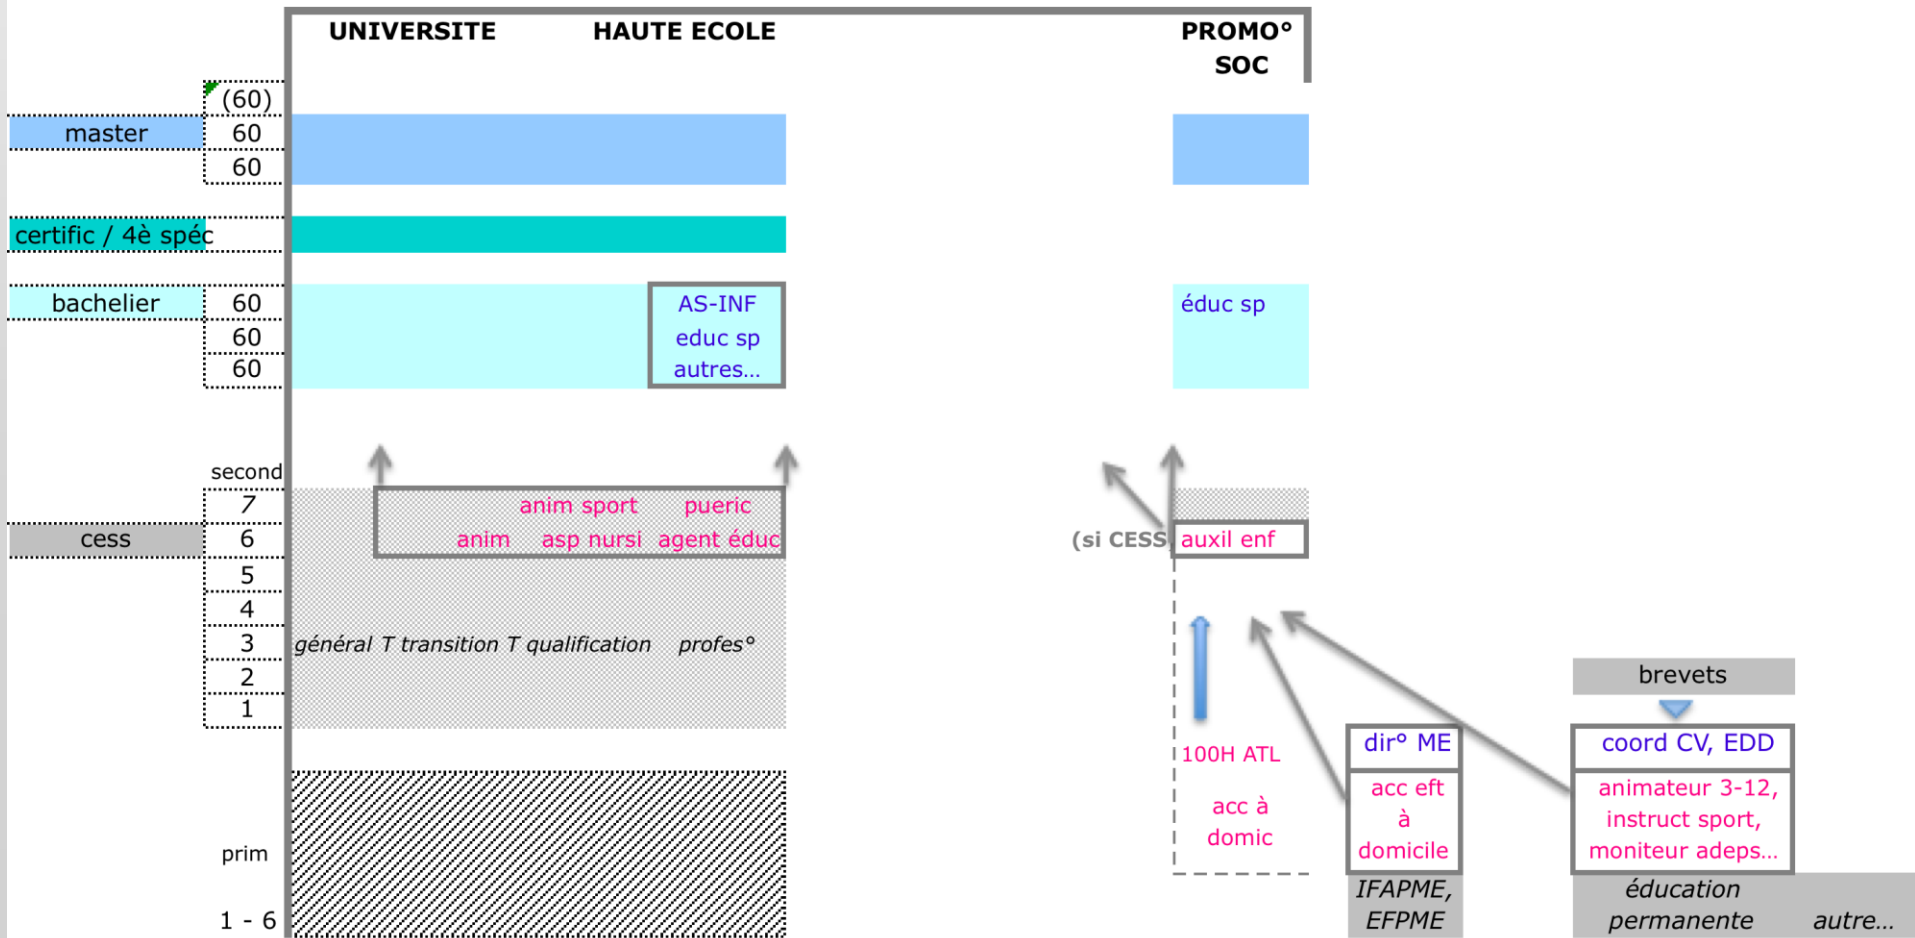 UNIVERSITE HAUTE ECOLE PROMO°
SOC
(60)
master 60
60
certific / 4è spéc
bachelier 60 AS-INF éduc sp
60 educ sp
60 autres...
second
7 anim sport pueric
cess 6 anim asp nursi agent éduc (si CESS auxil enf
5
4
3 général T transition T qualification profes°
2 brevets
1
100H ATL dir° ME coord CV, EDD
acc à
domic
acc eft
à
domicile
animateur 3-12,
instruct sport,
moniteur adeps...
prim
1 - 6
IFAPME,
EFPME
éducation
permanente autre...